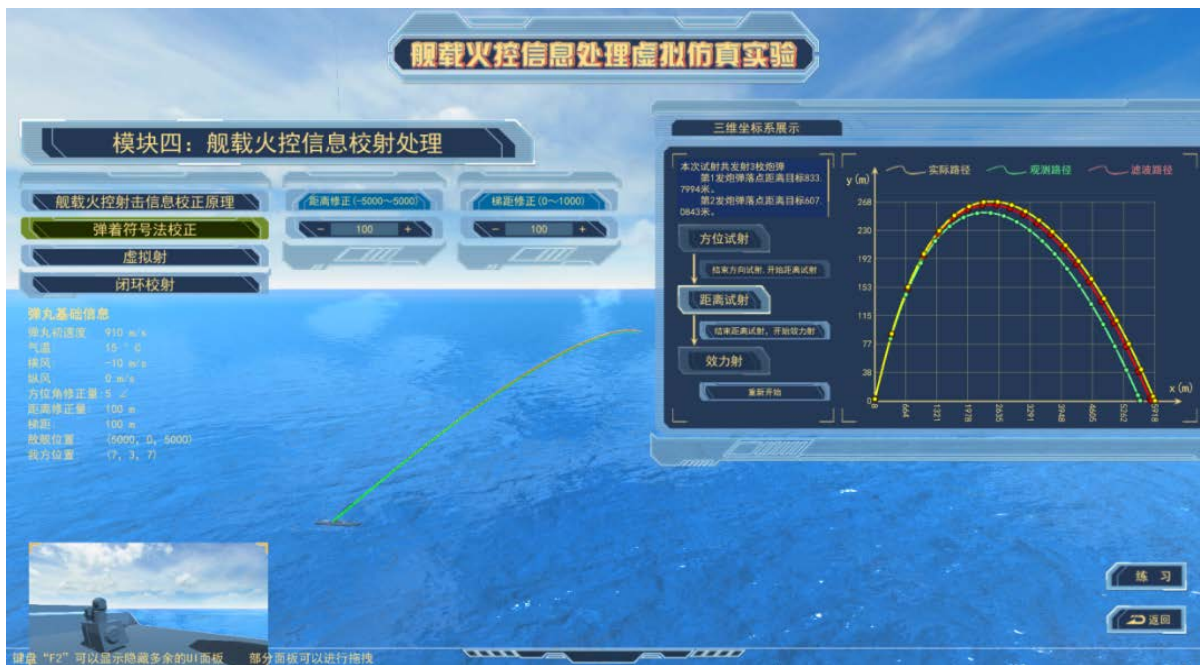 舰载火控信息处理虚拟仿真实验
模块四：舰载火控信息校射处理
舰载火控射击信息校正原理
弹着符号法校正
虚拟射
闭环校射
距离修正(-5000～5000)
- 100 +
梯距修正(0～1000)
- 100 +
弹丸基础信息
弹丸初速度 910 m/s
气温 15 °C
横风 -10 m/s
纵风 0 m/s
方位角修正量 5 ∠
距离修正量 100 m
梯距 100 m
敌舰位置 (5000, 0, 5000)
我方位置 (7, 3, 7)
三维坐标系展示
本次试射共发射3枚炮弹
第1发炮弹落点距离目标833.
7994米。
第2发炮弹落点距离目标607.
0843米。
方位试射
结束方向试射,开始距离试射
距离试射
结束距离试射，开始效力射
效力射
重新开始
实际路径
观测路径
滤波路径
y(m)
268
230
192
153
115
77
38
0
x(m)
8
664
1321
1978
2635
3291
3948
4605
5262
5918
练 习
返回
键盘“F2”可以显示隐藏多余的UI面板 部分面板可以进行拖拽